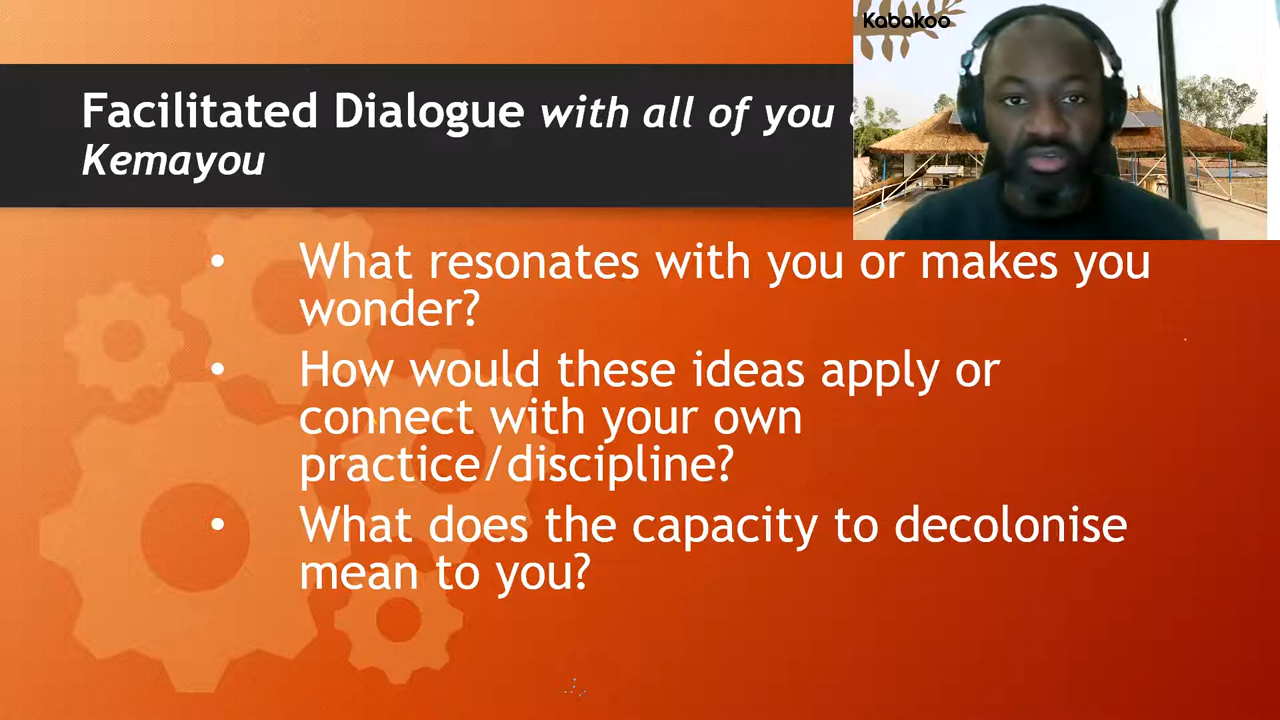 Kabakoo
Facilitated Dialogue with all of you
Kemayou
• What resonates with you or makes you
wonder?
• How would these ideas apply or
connect with your own
practice/discipline?
• What does the capacity to decolonise
mean to you?